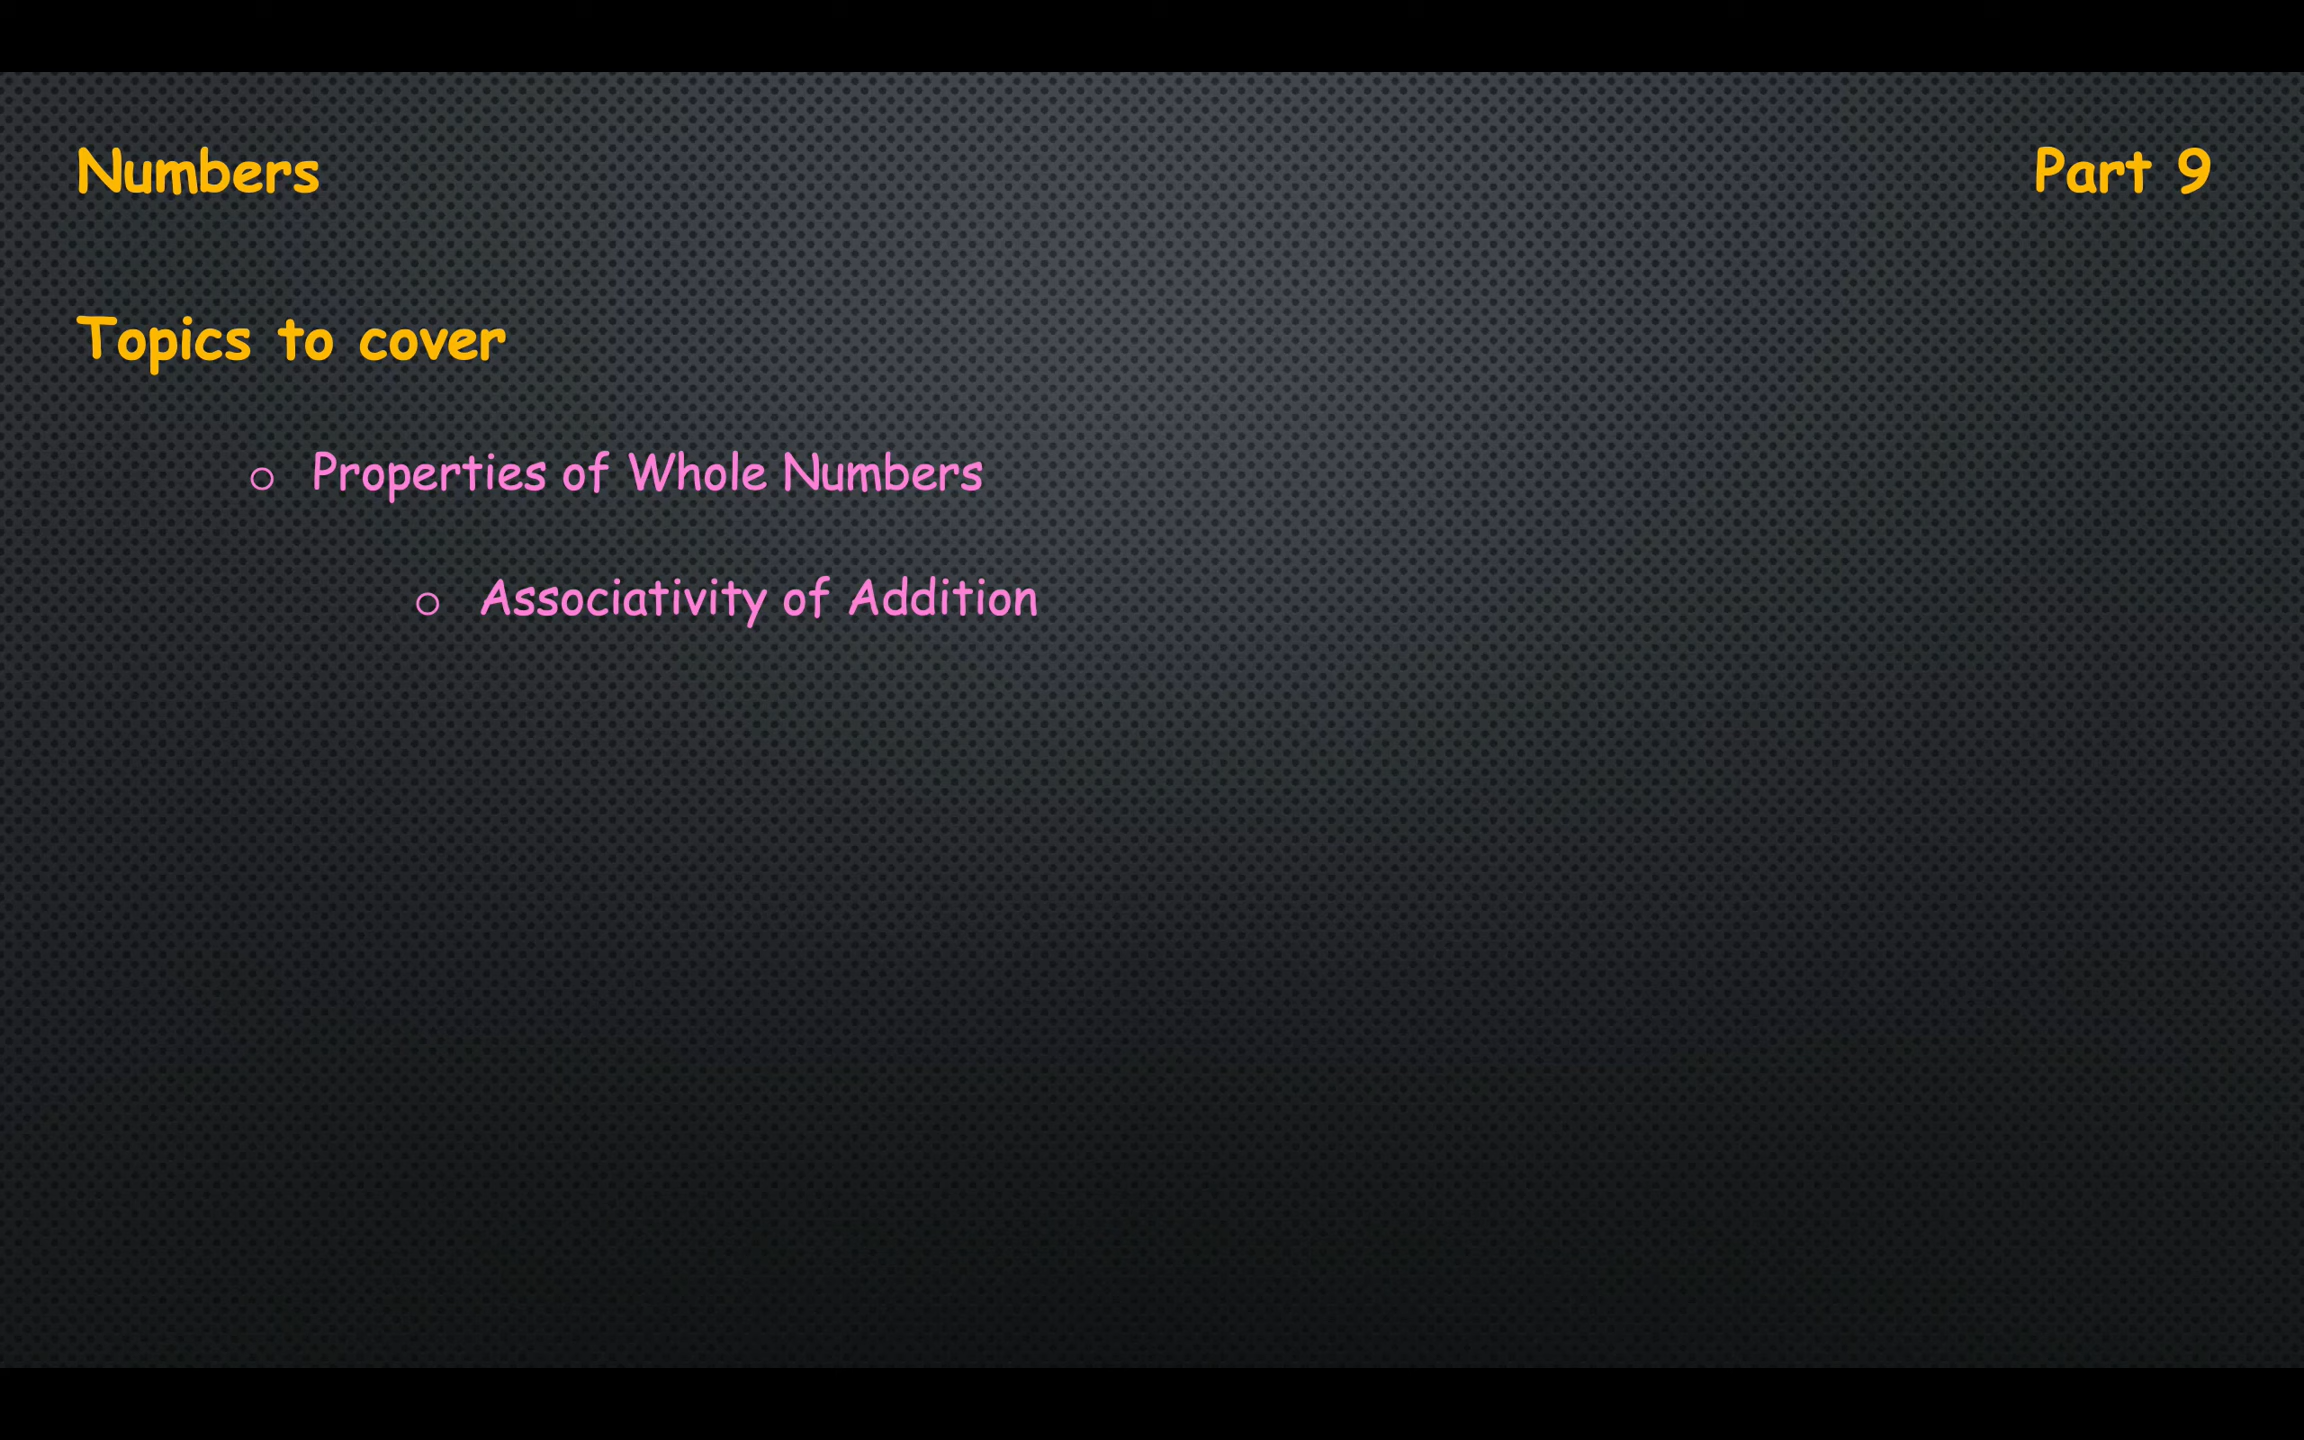 Numbers
Part 9
Topics to cover
o Properties of Whole Numbers
o Associativity of Addition